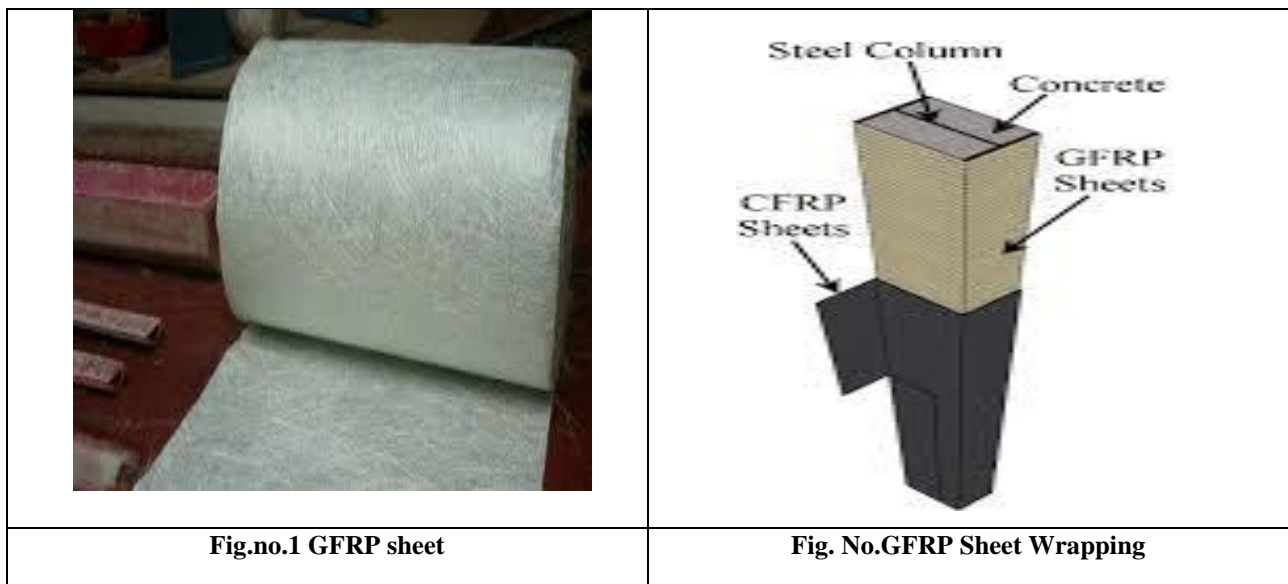 Steel Column
Concrete
GFRP
Sheets
CFRP
Sheets
Fig.no.1 GFRP sheet
Fig. No.GFRP Sheet Wrapping